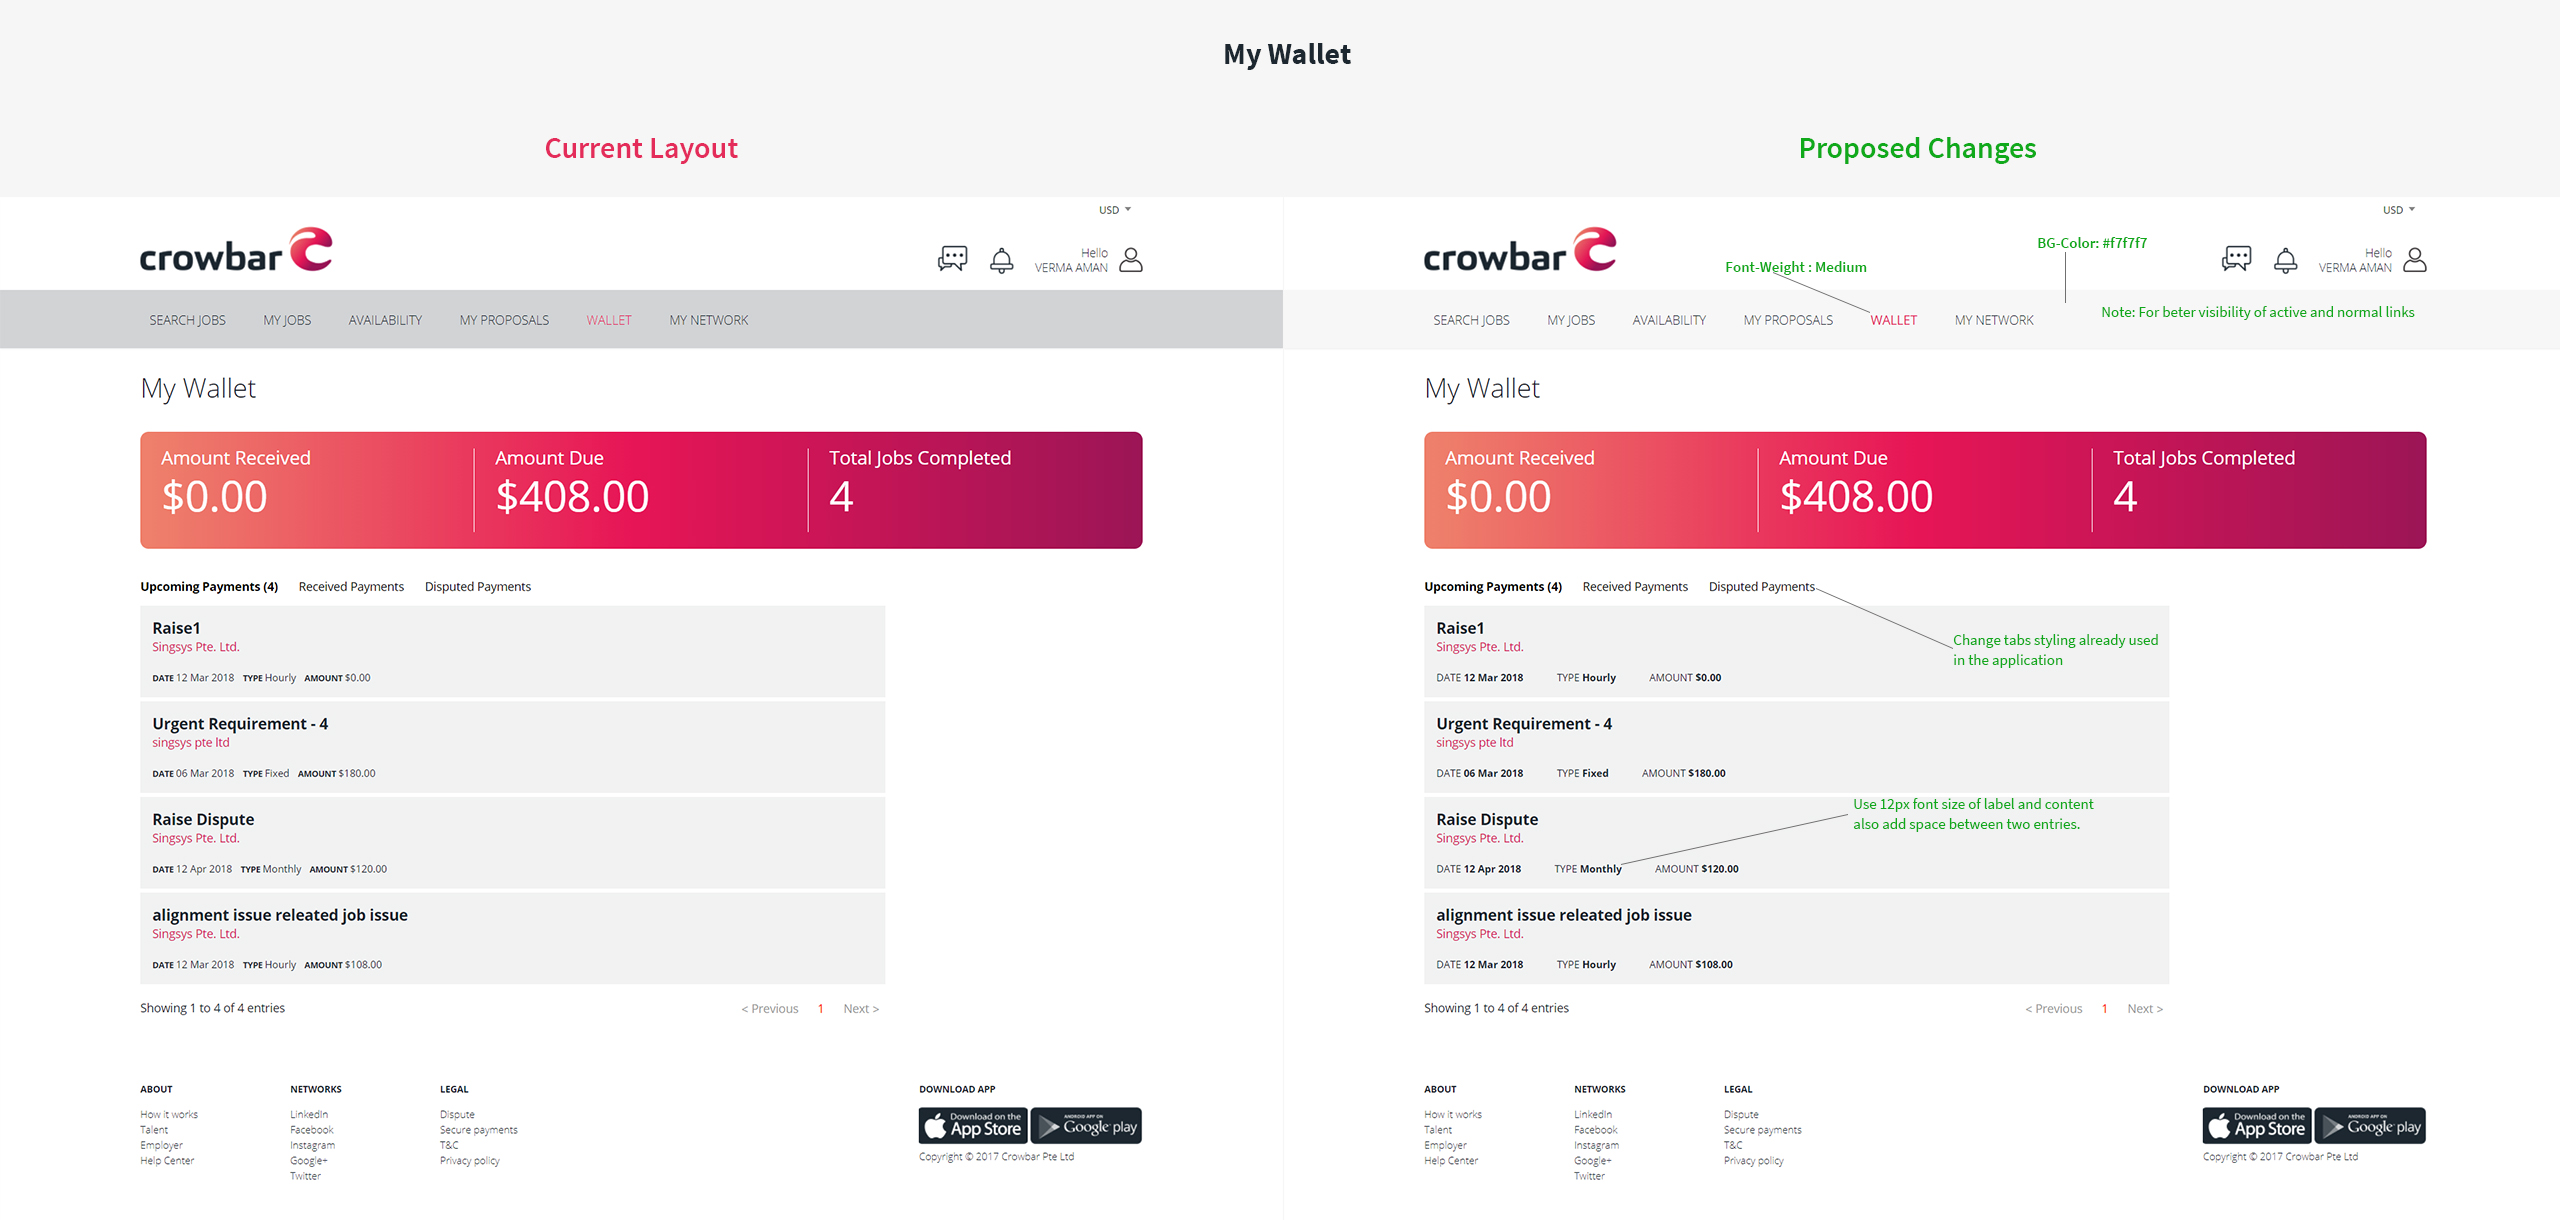 My Wallet
Current Layout
USD
crowbar
Hello
VERMA AMAN
SEARCH JOBS MY JOBS AVAILABILITY MY PROPOSALS WALLET MY NETWORK
My Wallet
Amount Received Amount Due Total Jobs Completed
$0.00 $408.00 4
Upcoming Payments (4) Received Payments Disputed Payments
Raise1
Singsys Pte. Ltd.
DATE 12 Mar 2018 TYPE Hourly AMOUNT $0.00
Urgent Requirement - 4
singsys pte ltd
DATE 06 Mar 2018 TYPE Fixed AMOUNT $180.00
Raise Dispute
Singsys Pte. Ltd.
DATE 12 Apr 2018 TYPE Monthly AMOUNT $120.00
alignment issue releated job issue
Singsys Pte. Ltd.
DATE 12 Mar 2018 TYPE Hourly AMOUNT $108.00
Showing 1 to 4 of 4 entries < Previous 1 Next >
ABOUT
How it works
Talent
Employer
Help Center
NETWORKS
LinkedIn
Facebook
Instagram
Google+
Twitter
LEGAL
Dispute
Secure payments
T&C
Privacy policy
DOWNLOAD APP
Download on the
App Store
ANDROID APP ON
Google play
Copyright © 2017 Crowbar Pte Ltd
Proposed Changes
USD
crowbar
BG-Color: #f7f7f7
Hello
VERMA AMAN
Font-Weight : Medium
Note: For beter visibility of active and normal links
SEARCH JOBS MY JOBS AVAILABILITY MY PROPOSALS WALLET MY NETWORK
My Wallet
Amount Received Amount Due Total Jobs Completed
$0.00 $408.00 4
Upcoming Payments (4) Received Payments Disputed Payments
Raise1
Singsys Pte. Ltd.
Change tabs styling already used
in the application
DATE 12 Mar 2018 TYPE Hourly AMOUNT $0.00
Urgent Requirement - 4
singsys pte ltd
DATE 06 Mar 2018 TYPE Fixed AMOUNT $180.00
Use 12px font size of label and content
also add space between two entries.
Raise Dispute
Singsys Pte. Ltd.
DATE 12 Apr 2018 TYPE Monthly AMOUNT $120.00
alignment issue releated job issue
Singsys Pte. Ltd.
DATE 12 Mar 2018 TYPE Hourly AMOUNT $108.00
Showing 1 to 4 of 4 entries < Previous 1 Next >
ABOUT
How it works
Talent
Employer
Help Center
NETWORKS
LinkedIn
Facebook
Instagram
Google+
Twitter
LEGAL
Dispute
Secure payments
T&C
Privacy policy
DOWNLOAD APP
Download on the
App Store
ANDROID APP ON
Google play
Copyright © 2017 Crowbar Pte Ltd